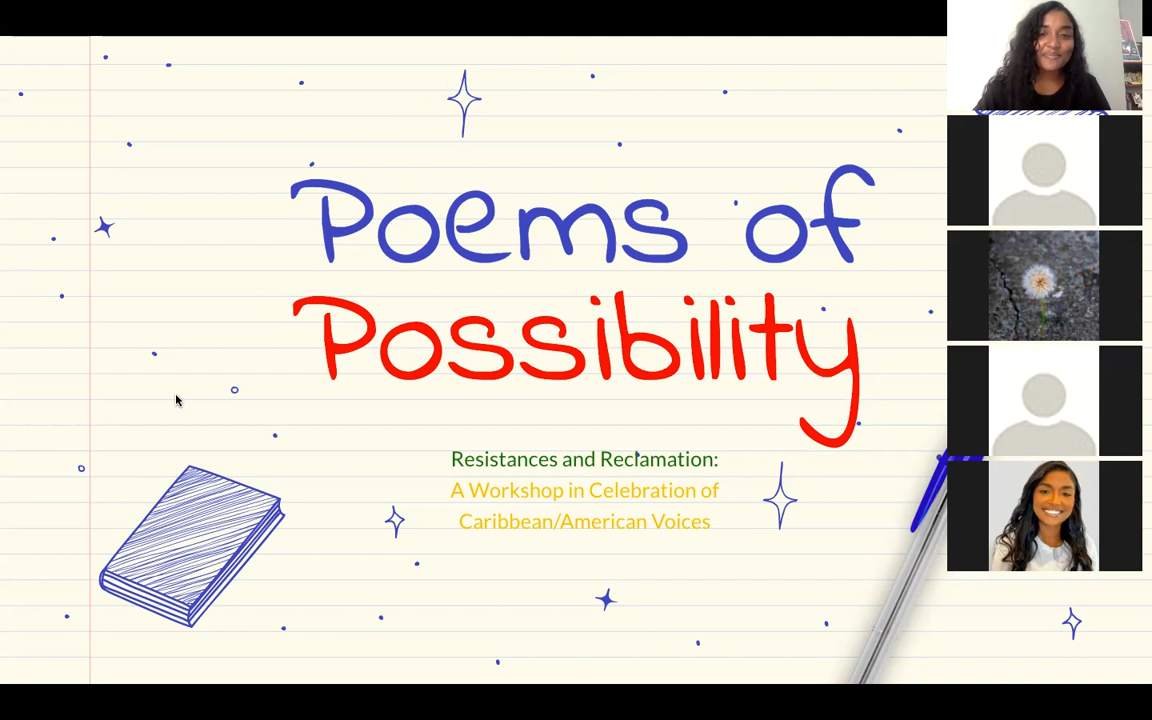 Poems of
Possibility
Resistances and Reclamation:
A Workshop in Celebration of
Caribbean/American Voices